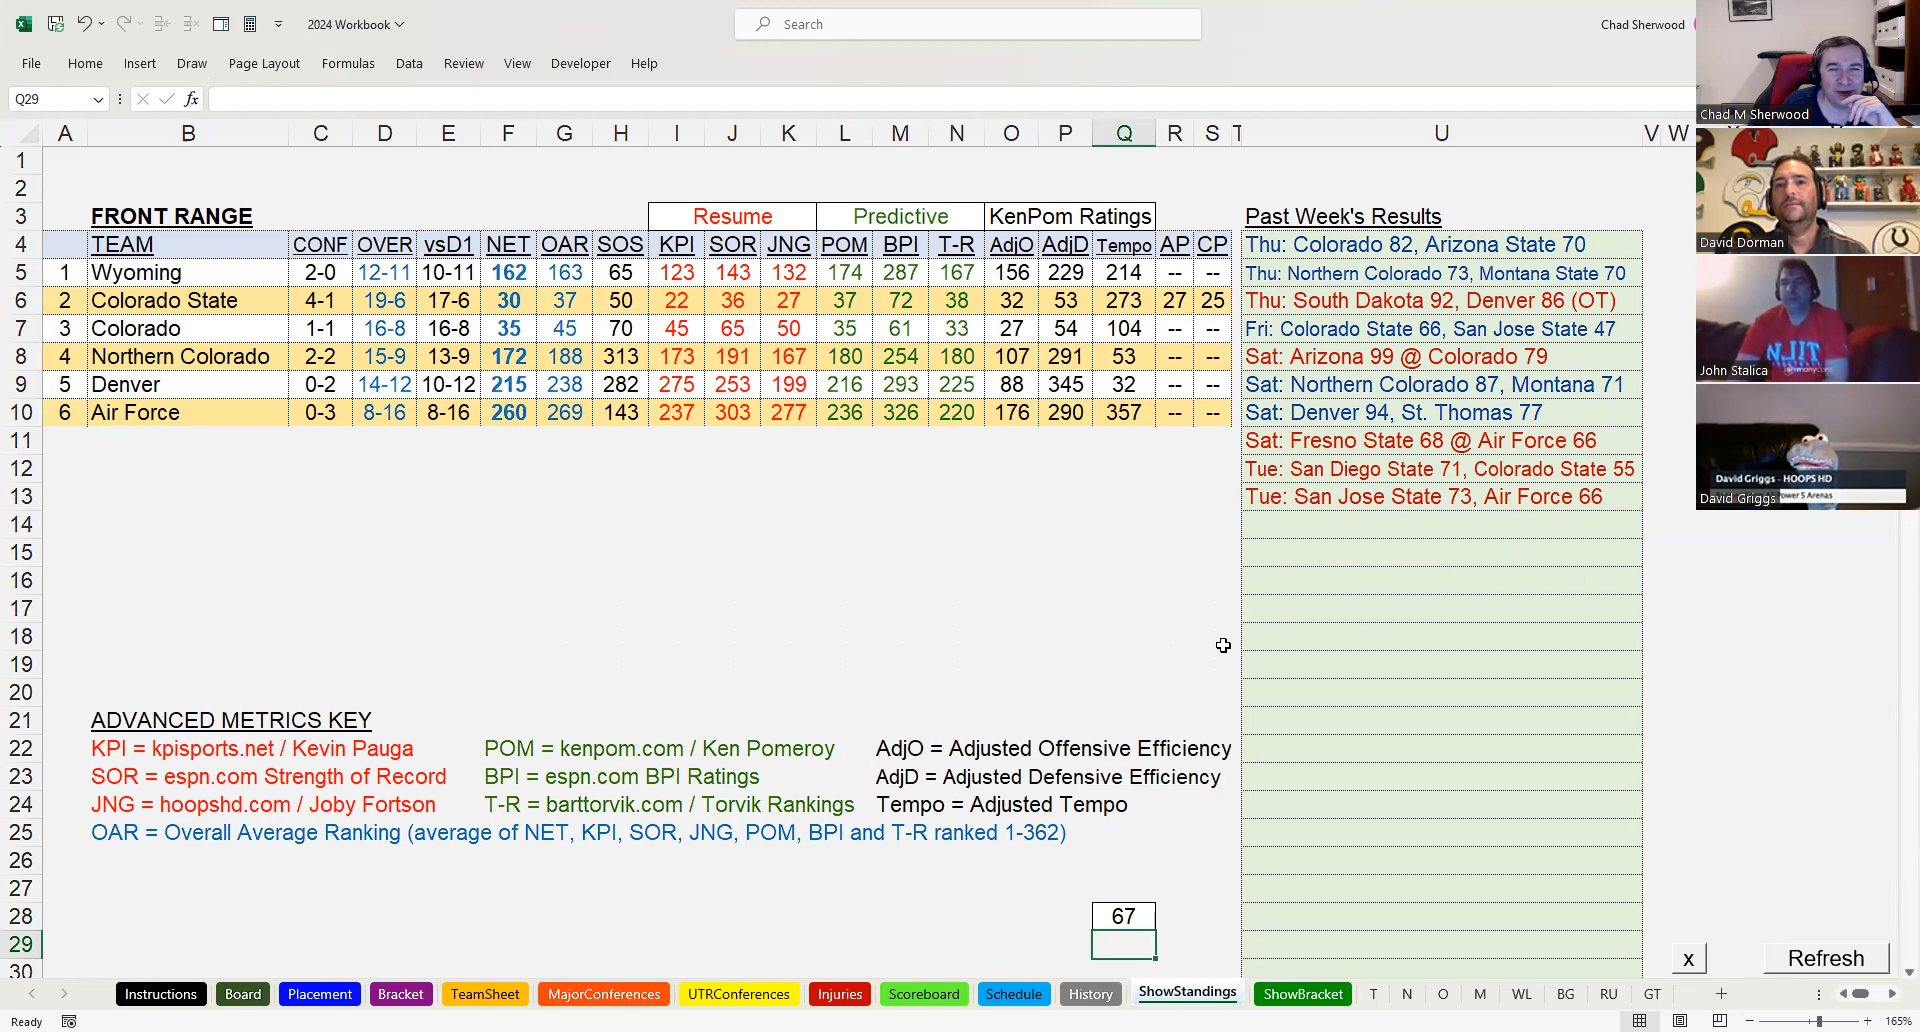 2024 Workbook
Search
Chad Sherwood
File Home Insert Draw Page Layout Formulas Data Review View Developer Help
Q29
fx
A B C D E F G H I J K L M N O P Q R S T U V W
1
2
3 FRONT RANGE Resume Predictive KenPom Ratings Past Week's Results
4 TEAM CONF OVER vsD1 NET OAR SOS KPI SOR JNG POM BPI T-R AdjO AdjD Tempo AP CP Thu: Colorado 82, Arizona State 70
5 1 Wyoming 2-0 12-11 10-11 162 163 65 123 143 132 174 287 167 156 229 214 -- -- Thu: Northern Colorado 73, Montana State 70
6 2 Colorado State 4-1 19-6 17-6 30 37 50 22 36 27 37 72 38 32 53 273 27 25 Thu: South Dakota 92, Denver 86 (OT)
7 3 Colorado 1-1 16-8 16-8 35 45 70 45 65 50 35 61 33 27 54 104 -- -- Fri: Colorado State 66, San Jose State 47
8 4 Northern Colorado 2-2 15-9 13-9 172 188 313 173 191 167 180 254 180 107 291 53 -- -- Sat: Arizona 99 @ Colorado 79
9 5 Denver 0-2 14-12 10-12 215 238 282 275 253 199 216 293 225 88 345 32 -- -- Sat: Northern Colorado 87, Montana 71
10 6 Air Force 0-3 8-16 8-16 260 269 143 237 303 277 236 326 220 176 290 357 -- -- Sat: Denver 94, St. Thomas 77
11 Sat: Fresno State 68 @ Air Force 66
12 Tue: San Diego State 71, Colorado State 55
13 Tue: San Jose State 73, Air Force 66
14
15
16
17
18
19
20
21 ADVANCED METRICS KEY
22 KPI = kpisports.net / Kevin Pauga POM = kenpom.com / Ken Pomeroy AdjO = Adjusted Offensive Efficiency
23 SOR = espn.com Strength of Record BPI = espn.com BPI Ratings AdjD = Adjusted Defensive Efficiency
24 JNG = hoopshd.com / Joby Fortson T-R = barttorvik.com / Torvik Rankings Tempo = Adjusted Tempo
25 OAR = Overall Average Ranking (average of NET, KPI, SOR, JNG, POM, BPI and T-R ranked 1-362)
26
27
28 67
29
30
x Refresh
Chad M Sherwood
David Dorman
NJIT
John Stalica
David Griggs - HOOPS HD
Power 5 Arenas
David Griggs
Instructions Board Placement Bracket TeamSheet MajorConferences UTRConferences Injuries Scoreboard Schedule History ShowStandings ShowBracket T N O M WL BG RU GT
Ready
165%